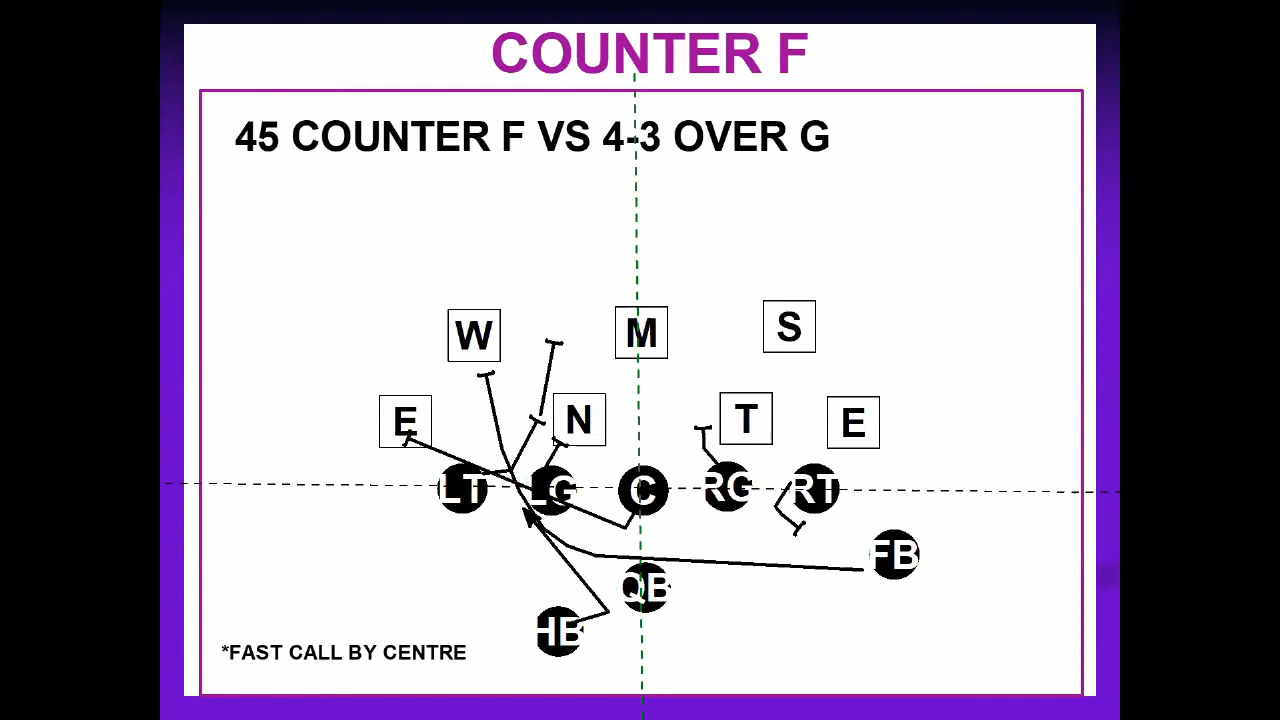 COUNTER F
45 COUNTER F VS 4-3 OVER G
W M S
E N T E
LT LG C RG RT
FB
QB
HB
*FAST CALL BY CENTRE